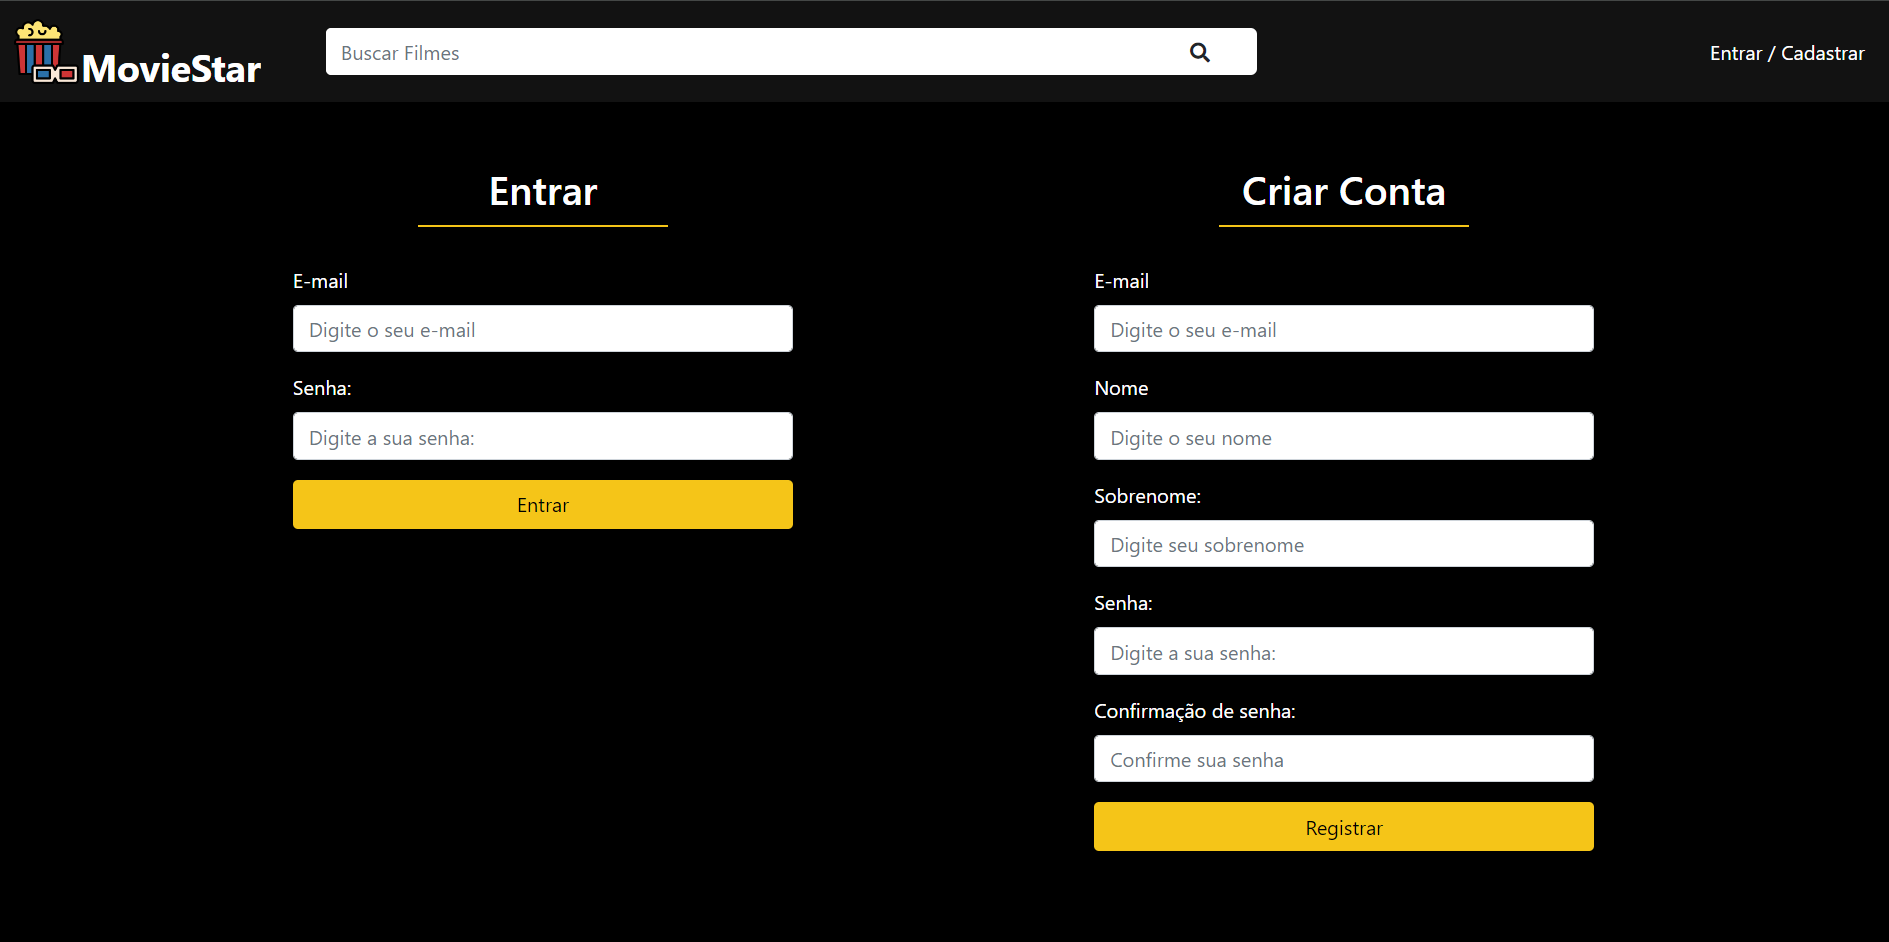 MovieStar
Buscar Filmes
Entrar / Cadastrar
Entrar
E-mail
Digite o seu e-mail
Senha:
Digite a sua senha:
Entrar
Criar Conta
E-mail
Digite o seu e-mail
Nome
Digite o seu nome
Sobrenome:
Digite seu sobrenome
Senha:
Digite a sua senha:
Confirmação de senha:
Confirme sua senha
Registrar